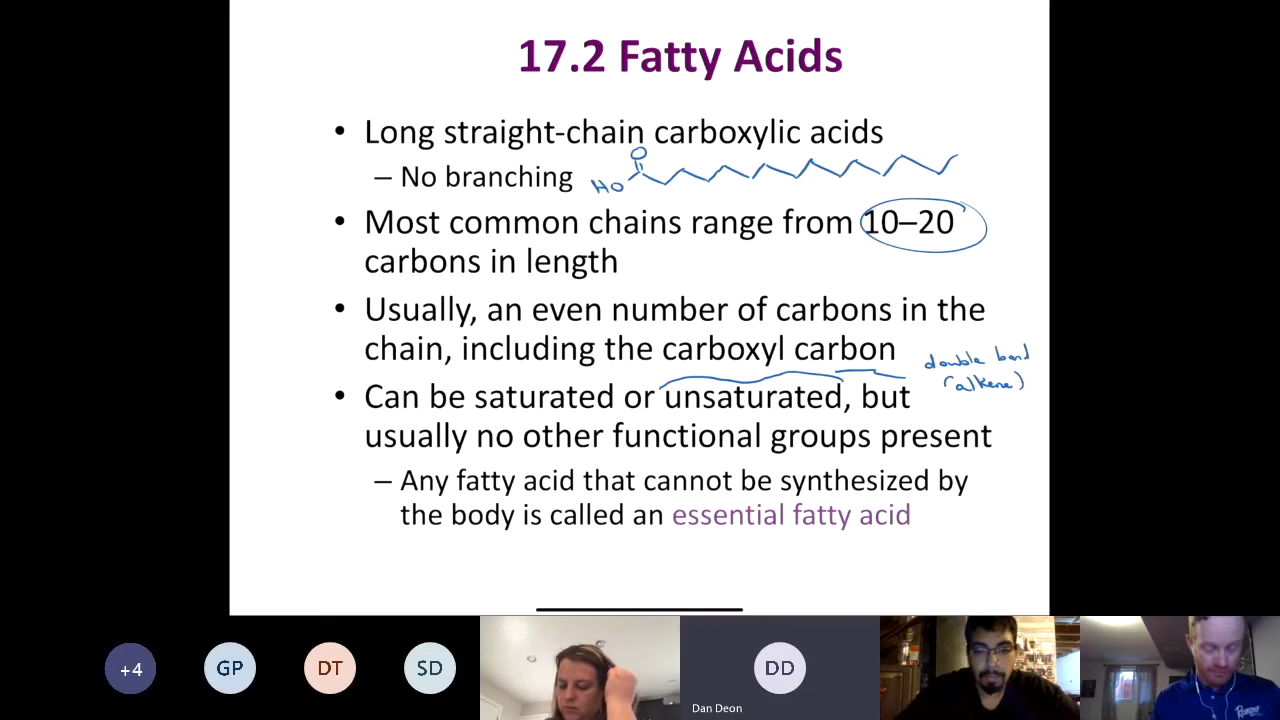 17.2 Fatty Acids
• Long straight-chain carboxylic acids
– No branching
O
HO
• Most common chains range from 10–20
carbons in length
• Usually, an even number of carbons in the
chain, including the carboxyl carbon
double bond
(alkene)
• Can be saturated or unsaturated, but
usually no other functional groups present
– Any fatty acid that cannot be synthesized by
the body is called an essential fatty acid
+4
GP
DT
SD
DD
Dan Deon